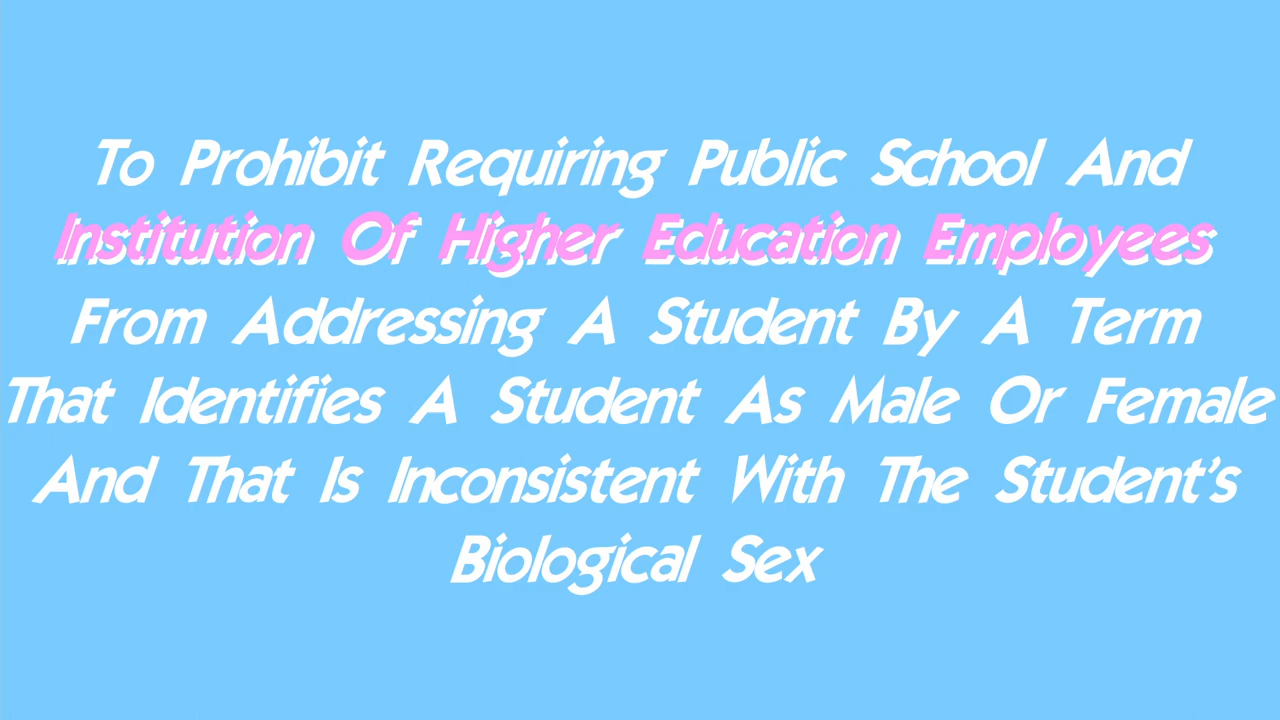 To Prohibit Requiring Public School And
Institution Of Higher Education Employees
From Addressing A Student By A Term
That Identifies A Student As Male Or Female
And That Is Inconsistent With The Student's
Biological Sex